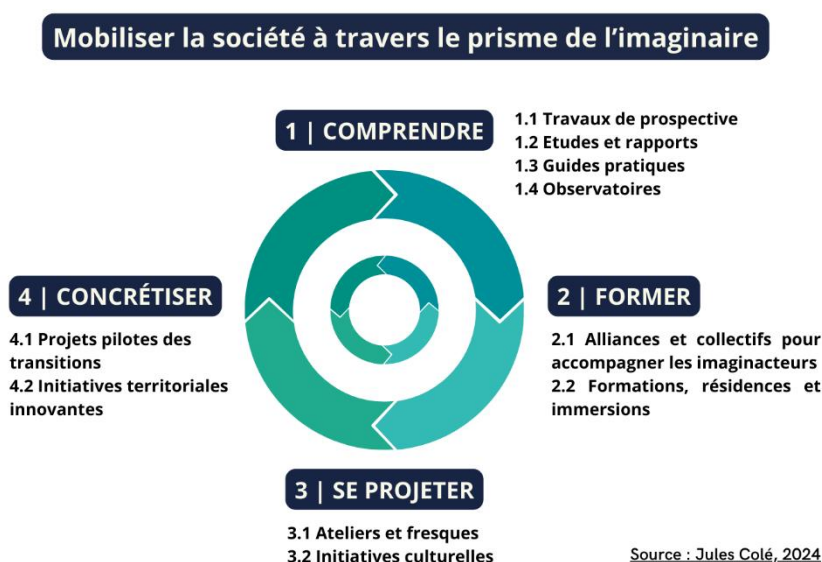 Mobiliser la société à travers le prisme de l'imaginaire
1 | COMPRENDRE
1.1 Travaux de prospective
1.2 Etudes et rapports
1.3 Guides pratiques
1.4 Observatoires
2 | FORMER
2.1 Alliances et collectifs pour
accompagner les imaginacteurs
2.2 Formations, résidences et
immersions
3 | SE PROJETER
3.1 Ateliers et fresques
3.2 Initiatives culturelles
4 | CONCRÉTISER
4.1 Projets pilotes des
transitions
4.2 Initiatives territoriales
innovantes
Source : Jules Colé, 2024